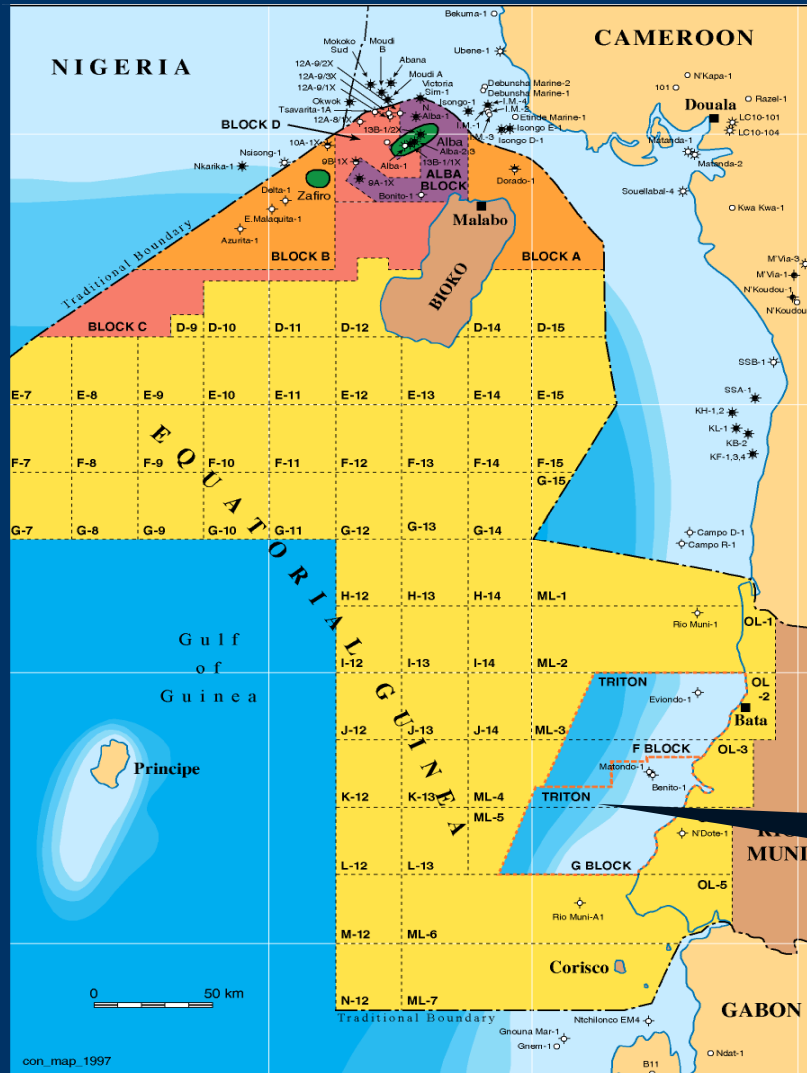 Bekuma-1
CAMEROON
NIGERIA
Mokoko
Sud
Moudi
B
Ubene-1
12A-9/2X
Abana
12A-9/3X
Moudi A
12A-9/1X
Victoria
Sim-1
Debunsha Marine-2
Debunsha Marine-1
N'Kapa-1
101
Razel-1
Okwok
Tsavarita-1A
N.
Alba-1
Isongo-1
I.M.-4
I.M.-2
Etinde Marine-1
Douala
LC10-101
LC10-104
12A-8/1X
BLOCK D
13B-1/2X
I.M.-1
I.M.-3
Isongo E-1
Isongo D-1
10A-1X
Alba
Alba-2,3
Matanda-1
Matanda-2
Nsisong-1
Nkarika-1
9B1X
Alba-1
13B-1/1X
ALBA
BLOCK
9A-1X
Dorado-1
Souellabal-4
Delta-1
Zafiro
Bonito-1
Kwa Kwa-1
E.Malaquita-1
Malabo
Azurita-1
Traditional Boundary
BLOCK B
BLOCK A
M'Via-3
M'Via-1
BIOKO
N'Koudou-1
N'Koudou
BLOCK C
D-9
D-10
D-11
D-12
D-14
D-15
SSB-1
E-7
E-8
E-9
E-10
E-11
E-12
E-13
E-14
E-15
SSA-1
KH-1,2
KL-1
KB-2
KF-1,3,4
EQUATORIAL GUINEA
F-7
F-8
F-9
F-10
F-11
F-12
F-13
F-14
F-15
G-15
G-7
G-8
G-9
G-10
G-11
G-12
G-13
G-14
Campo D-1
Campo R-1
H-12
H-13
H-14
ML-1
Rio Muni-1
OL-1
Gulf
of
Guinea
I-12
I-13
I-14
ML-2
TRITON
OL
-2
Eviondo-1
Bata
J-12
J-13
J-14
ML-3
F BLOCK
OL-3
Principe
Matondo-1
Benito-1
K-12
K-13
ML-4
TRITON
ML-5
N'Dote-1
MUNI
L-12
L-13
G BLOCK
OL-5
Rio Muni-A1
M-12
ML-6
Corisco
0
50 km
N-12
ML-7
GABON
Traditional Boundary
Ntchilonco EM4
Gnouna Mar-1
Gnem-1
Ndat-1
B11
con_map_1997